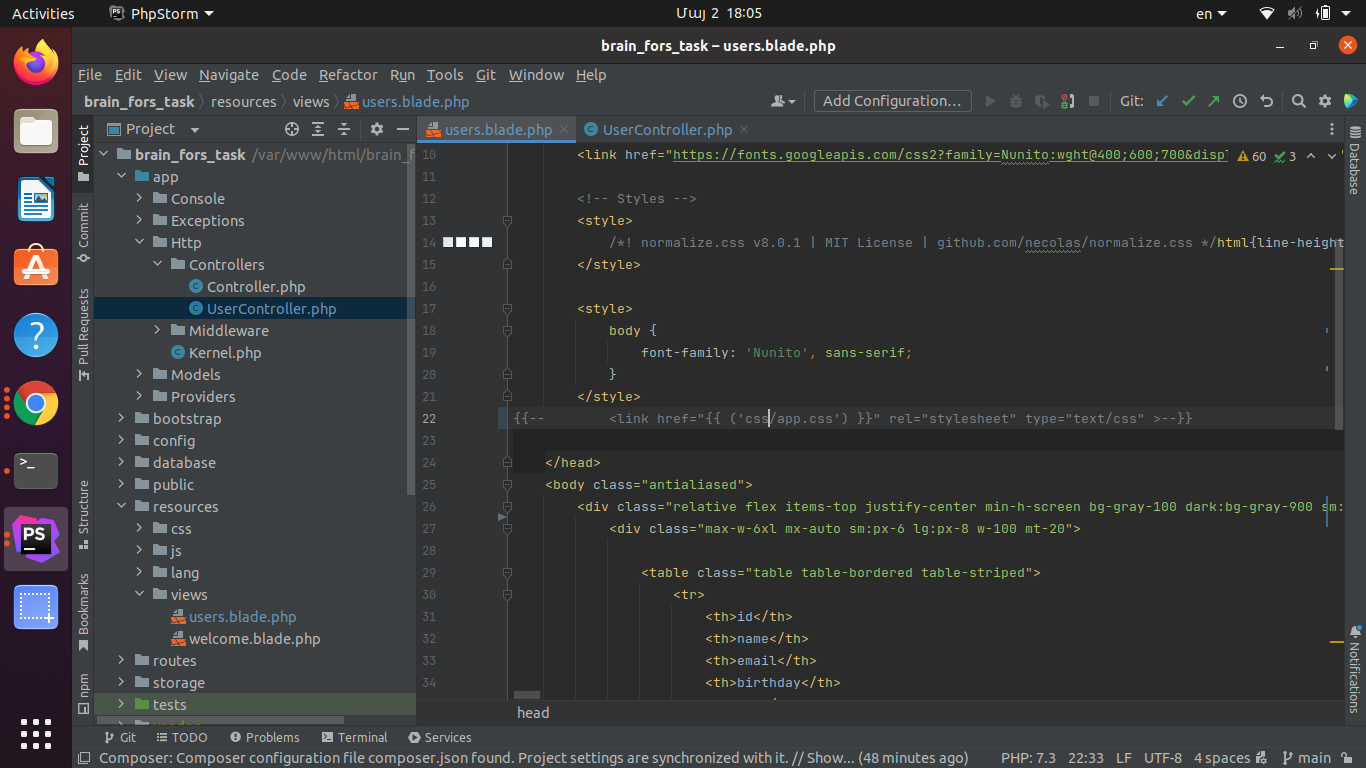 Activities PhpStorm Մայ 2 18:05 en
brain_fors_task – users.blade.php
File Edit View Navigate Code Refactor Run Tools Git Window Help
brain_fors_task resources views users.blade.php Add Configuration... Git:
Project users.blade.php UserController.php
brain_fors_task /var/www/html/brain_f
app
Console
Exceptions
Http
Controllers
Controller.php
UserController.php
Middleware
Kernel.php
Models
Providers
bootstrap
config
database
public
resources
css
js
lang
views
users.blade.php
welcome.blade.php
routes
storage
tests
Project
Commit
Pull Requests
Structure
Bookmarks
npm
10 <link href="https://fonts.googleapis.com/css2?family=Nunito:wght@400;600;700&displ 60 3
11
12 <!-- Styles -->
13 <style>
14 /*! normalize.css v8.0.1 | MIT License | github.com/necolas/normalize.css */html{line-height
15 </style>
16
17 <style>
18 body {
19 font-family: 'Nunito', sans-serif;
20 }
21 </style>
22 {{-- <link href="{{ ('css/app.css') }}" rel="stylesheet" type="text/css" >--}}
23
24 </head>
25 <body class="antialiased">
26 <div class="relative flex items-top justify-center min-h-screen bg-gray-100 dark:bg-gray-900 sm:
27 <div class="max-w-6xl mx-auto sm:px-6 lg:px-8 w-100 mt-20">
28
29 <table class="table table-bordered table-striped">
30 <tr>
31 <th>id</th>
32 <th>name</th>
33 <th>email</th>
34 <th>birthday</th>
head
Database
Notifications
Git TODO Problems Terminal Services
Composer: Composer configuration file composer.json found. Project settings are synchronized with it. // Show... (48 minutes ago) PHP: 7.3 22:33 LF UTF-8 4 spaces main
PS